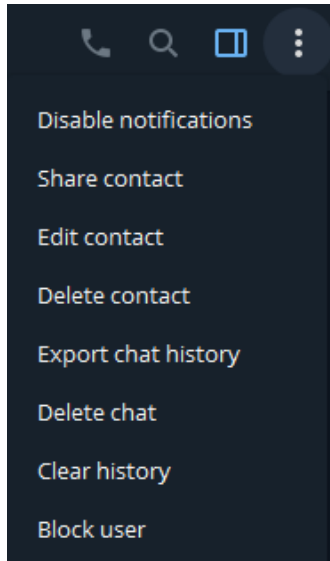 Disable notifications
Share contact
Edit contact
Delete contact
Export chat history
Delete chat
Clear history
Block user